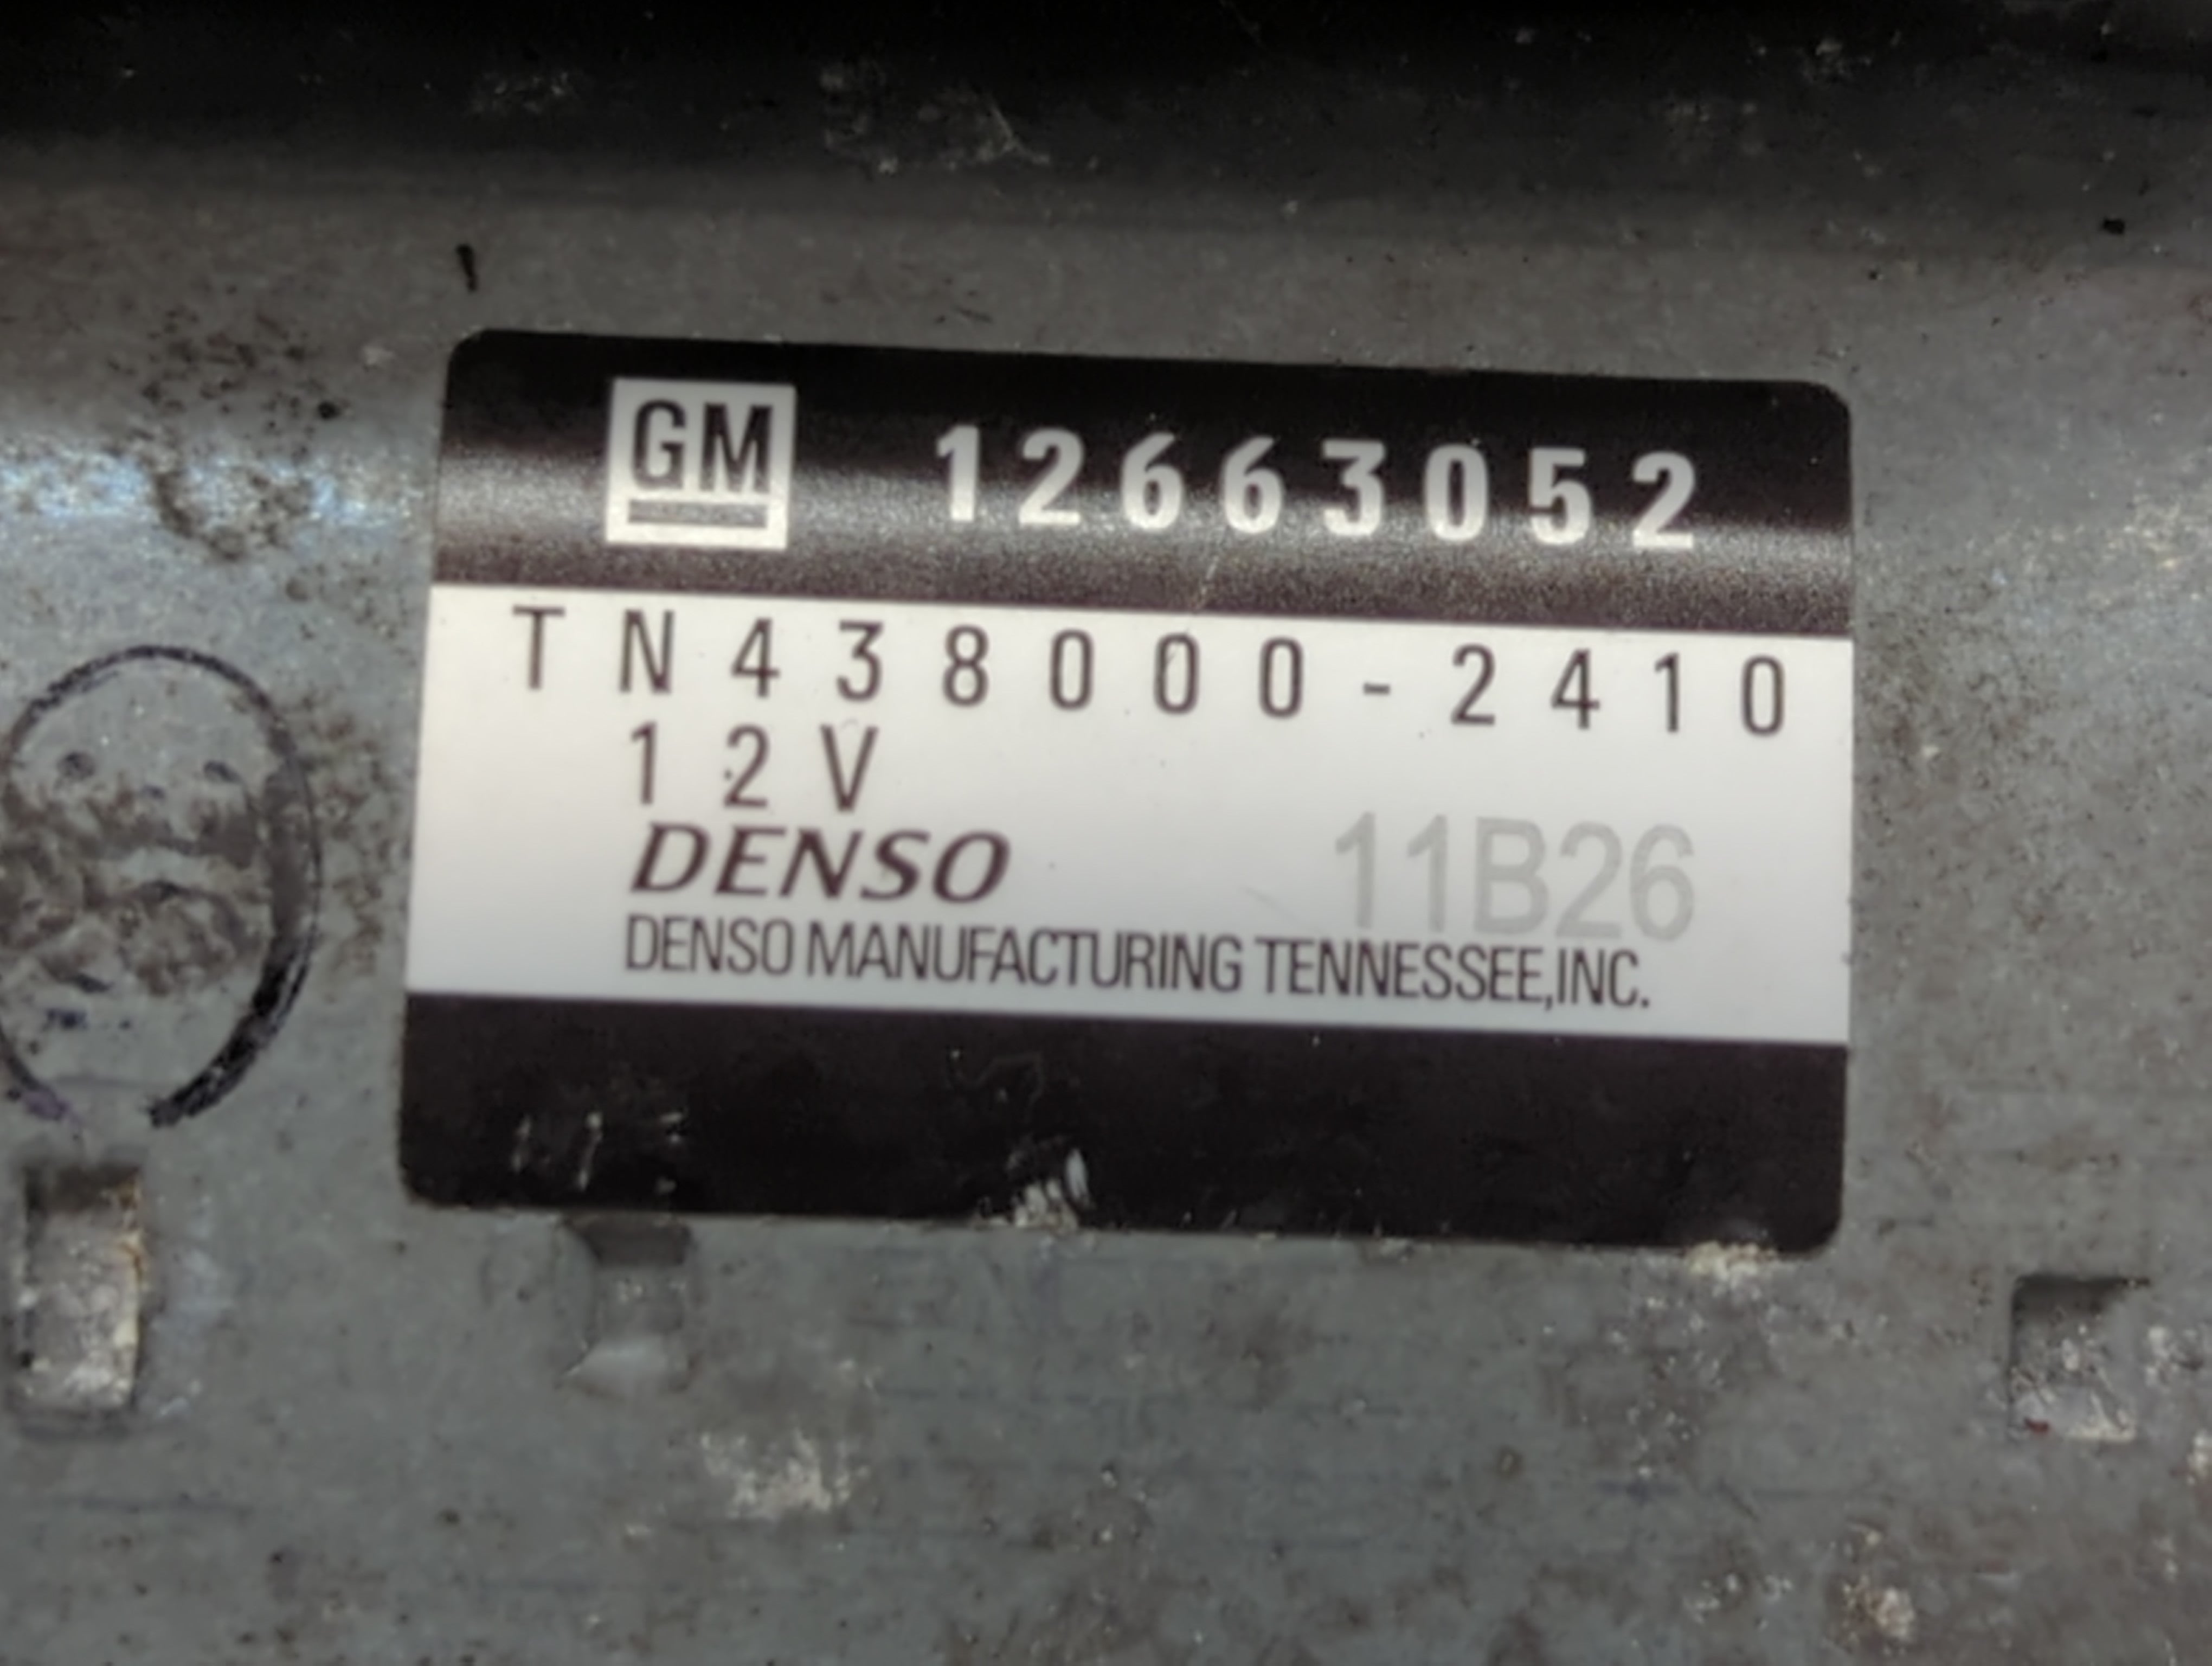 GM 12663052
TN438000-2410
12V
DENSO 11B26
DENSO MANUFACTURING TENNESSEE,INC.